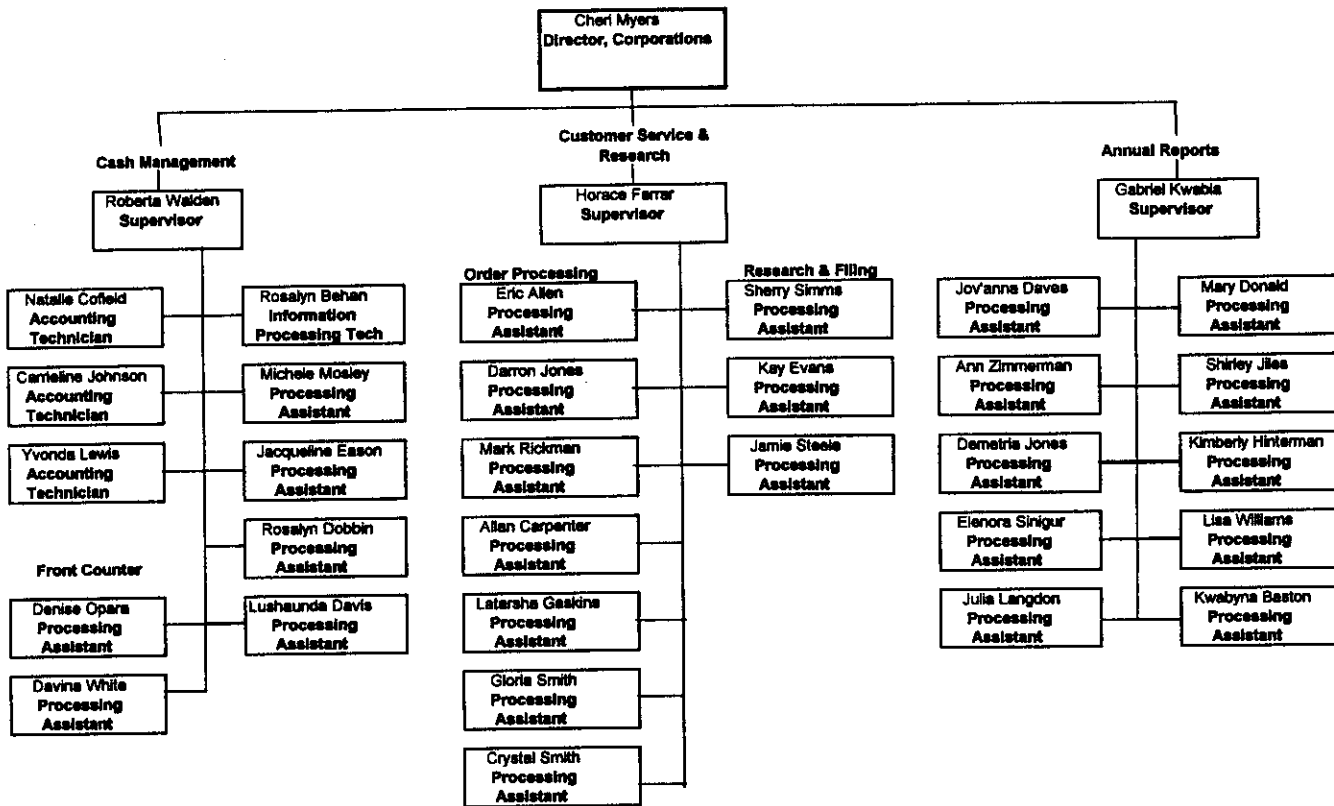 Cheri Myers
Director, Corporations
Cash Management
Roberta Walden
Supervisor
Natalie Cofield
Accounting
Technician
Carrieline Johnson
Accounting
Technician
Yvonda Lewis
Accounting
Technician
Front Counter
Denise Opara
Processing
Assistant
Davina White
Processing
Assistant
Rosalyn Behan
Information
Processing Tech
Michele Mosley
Processing
Assistant
Jacqueline Eason
Processing
Assistant
Rosalyn Dobbin
Processing
Assistant
Lushaunda Davis
Processing
Assistant
Customer Service &
Research
Horace Farrar
Supervisor
Order Processing
Eric Allen
Processing
Assistant
Darron Jones
Processing
Assistant
Mark Rickman
Processing
Assistant
Allan Carpenter
Processing
Assistant
Latarsha Gaskins
Processing
Assistant
Gloria Smith
Processing
Assistant
Crystal Smith
Processing
Assistant
Research & Filing
Sherry Simms
Processing
Assistant
Kay Evans
Processing
Assistant
Jamie Steele
Processing
Assistant
Annual Reports
Gabriel Kwabia
Supervisor
Jov'anna Daves
Processing
Assistant
Ann Zimmerman
Processing
Assistant
Demetria Jones
Processing
Assistant
Elenora Sinigur
Processing
Assistant
Julia Langdon
Processing
Assistant
Mary Donald
Processing
Assistant
Shirley Jiles
Processing
Assistant
Kimberly Hinterman
Processing
Assistant
Lisa Williams
Processing
Assistant
Kwabyna Baston
Processing
Assistant